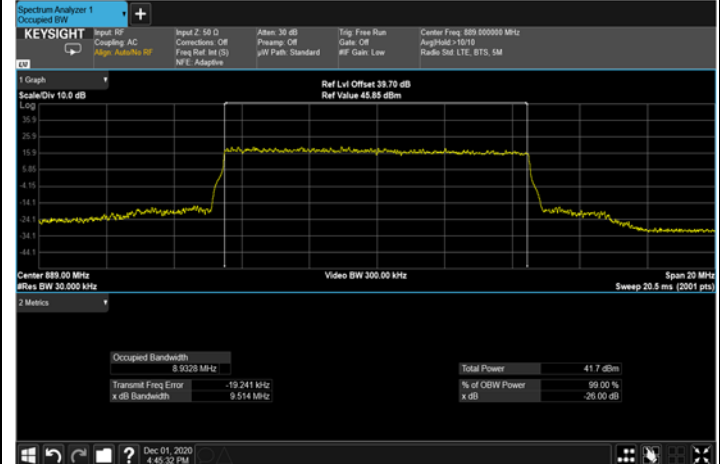 Spectrum Analyzer 1
Occupied BW
KEYSIGHT
Input: RF
Coupling: AC
Align: Auto/No RF
Input Z: 50 Ω
Corrections: Off
Freq Ref: Int (S)
NFE: Adaptive
Atten: 30 dB
Preamp: Off
µW Path: Standard
Trig: Free Run
Gate: Off
#IF Gain: Low
Center Freq: 889.000000 MHz
Avg|Hold:>10/10
Radio Std: LTE, BTS, 5M
1 Graph
Scale/Div 10.0 dB
Ref Lvl Offset 39.70 dB
Ref Value 45.85 dBm
Log
35.9
25.9
15.9
5.85
-4.15
-14.1
-24.1
-34.1
-44.1
Center 889.00 MHz
#Res BW 30.000 kHz
Video BW 300.00 kHz
Span 20 MHz
Sweep 20.5 ms (2001 pts)
2 Metrics
Occupied Bandwidth
8.9328 MHz
Transmit Freq Error -19.241 kHz
x dB Bandwidth 9.514 MHz
Total Power 41.7 dBm
% of OBW Power 99.00 %
x dB -26.00 dB
?
Dec 01, 2020
4:45:32 PM